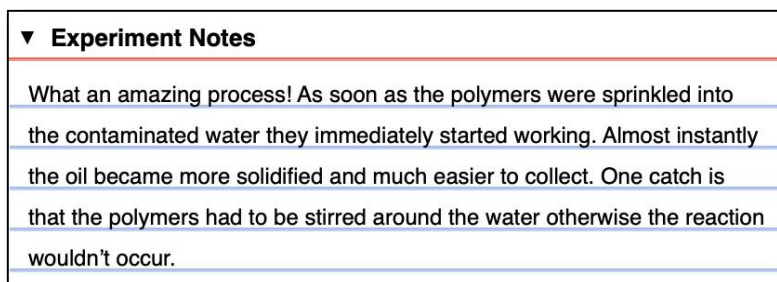 ▼ Experiment Notes
What an amazing process! As soon as the polymers were sprinkled into
the contaminated water they immediately started working. Almost instantly
the oil became more solidified and much easier to collect. One catch is
that the polymers had to be stirred around the water otherwise the reaction
wouldn’t occur.